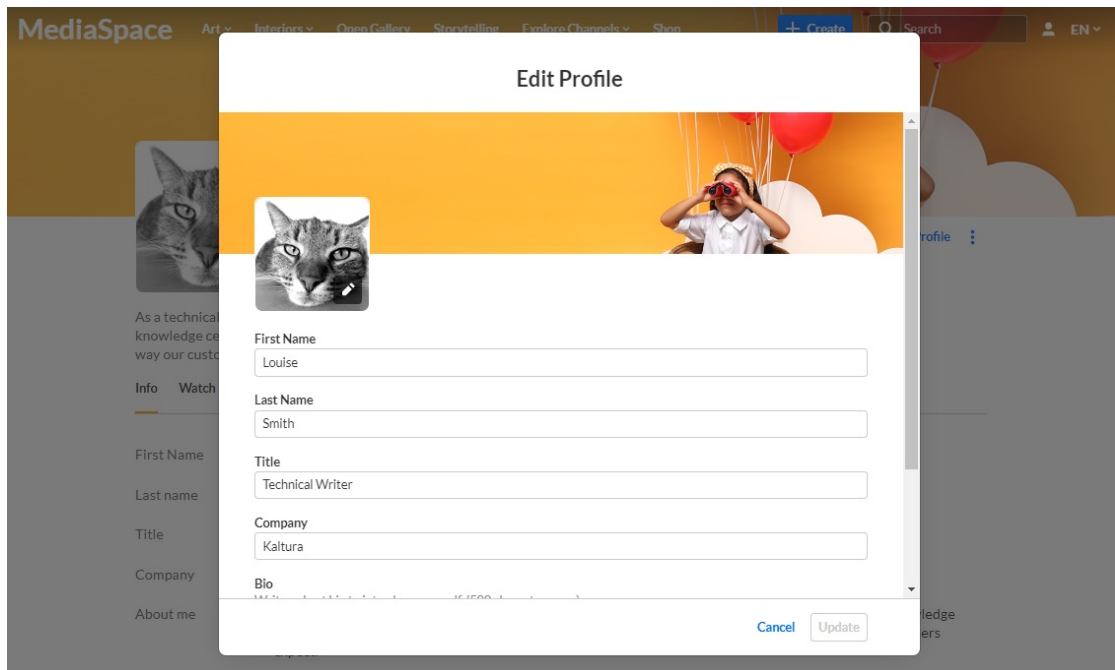 MediaSpace Art Interiors Open Gallery Storytelling Explore Channels Shop + Create Search EN
Edit Profile
rofile
As a technical
knowledge ce
way our custo
Info Watch
First Name
Louise
Last Name
Smith
Title
Technical Writer
Company
Kaltura
Bio
First Name
Last name
Title
Company
About me
ledge
ers
Cancel Update